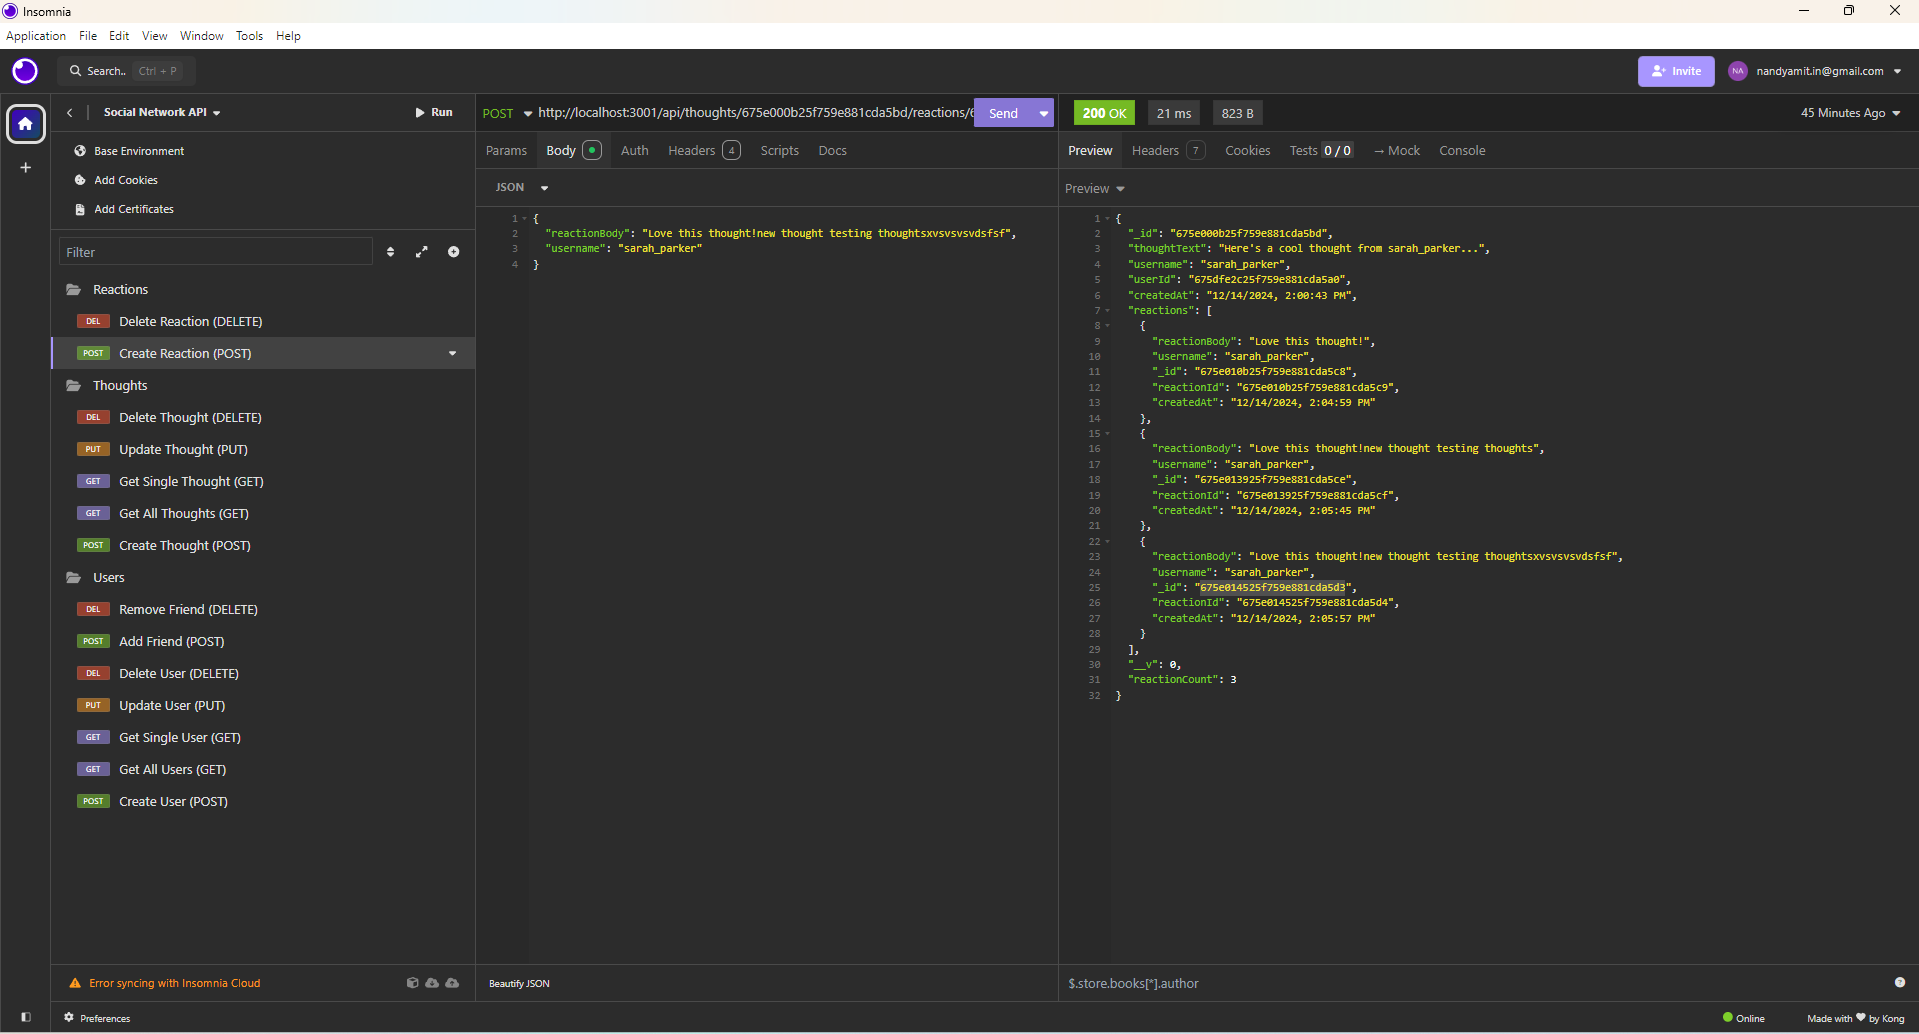 Insomnia
Application File Edit View Window Tools Help
Search.. Ctrl + P
Invite
NA nandyamit.in@gmail.com
Social Network API
Run
POST http://localhost:3001/api/thoughts/675e000b25f759e881cda5bd/reactions/6
Send
200 OK 21 ms 823 B
45 Minutes Ago
Base Environment
Add Cookies
Add Certificates
Filter
Reactions
DEL Delete Reaction (DELETE)
POST Create Reaction (POST)
Thoughts
DEL Delete Thought (DELETE)
PUT Update Thought (PUT)
GET Get Single Thought (GET)
GET Get All Thoughts (GET)
POST Create Thought (POST)
Users
DEL Remove Friend (DELETE)
POST Add Friend (POST)
DEL Delete User (DELETE)
PUT Update User (PUT)
GET Get Single User (GET)
GET Get All Users (GET)
POST Create User (POST)
Error syncing with Insomnia Cloud
Params Body Auth Headers 4 Scripts Docs
JSON
1 {
2 "reactionBody": "Love this thought!new thought testing thoughtsxvsvsvsvdsfsf",
3 "username": "sarah_parker"
4 }
Beautify JSON
Preview Headers 7 Cookies Tests 0 / 0 → Mock Console
Preview
1 {
2 "_id": "675e000b25f759e881cda5bd",
3 "thoughtText": "Here's a cool thought from sarah_parker...",
4 "username": "sarah_parker",
5 "userId": "675dfe2c25f759e881cda5a0",
6 "createdAt": "12/14/2024, 2:00:43 PM",
7 "reactions": [
8 {
9 "reactionBody": "Love this thought!",
10 "username": "sarah_parker",
11 "_id": "675e010b25f759e881cda5c8",
12 "reactionId": "675e010b25f759e881cda5c9",
13 "createdAt": "12/14/2024, 2:04:59 PM"
14 },
15 {
16 "reactionBody": "Love this thought!new thought testing thoughts",
17 "username": "sarah_parker",
18 "_id": "675e013925f759e881cda5ce",
19 "reactionId": "675e013925f759e881cda5cf",
20 "createdAt": "12/14/2024, 2:05:45 PM"
21 },
22 {
23 "reactionBody": "Love this thought!new thought testing thoughtsxvsvsvsvdsfsf",
24 "username": "sarah_parker",
25 "_id": "675e014525f759e881cda5d3",
26 "reactionId": "675e014525f759e881cda5d4",
27 "createdAt": "12/14/2024, 2:05:57 PM"
28 }
29 ],
30 "__v": 0,
31 "reactionCount": 3
32 }
$.store.books[*].author
Preferences
Online
Made with ♥ by Kong